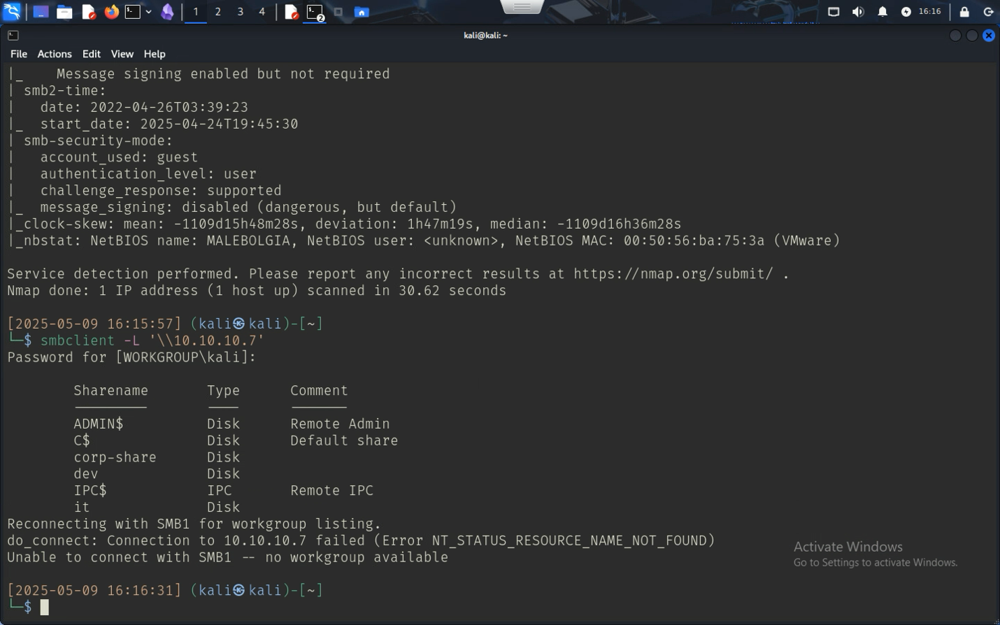 1 2 3 4 2 16:16
kali@kali: ~
File Actions Edit View Help
|_    Message signing enabled but not required
| smb2-time:
|   date: 2022-04-26T03:39:23
|_  start_date: 2025-04-24T19:45:30
| smb-security-mode:
|   account_used: guest
|   authentication_level: user
|   challenge_response: supported
|_  message_signing: disabled (dangerous, but default)
|_clock-skew: mean: -1109d15h48m28s, deviation: 1h47m19s, median: -1109d16h36m28s
|_nbstat: NetBIOS name: MALEBOLGIA, NetBIOS user: <unknown>, NetBIOS MAC: 00:50:56:ba:75:3a (VMware)
Service detection performed. Please report any incorrect results at https://nmap.org/submit/ .
Nmap done: 1 IP address (1 host up) scanned in 30.62 seconds
[2025-05-09 16:15:57] (kali㉿kali)-[~]
└─$ smbclient -L '\\10.10.10.7'
Password for [WORKGROUP\kali]:
Sharename       Type      Comment
---------       ----      -------
ADMIN$          Disk      Remote Admin
C$              Disk      Default share
corp-share      Disk
dev             Disk
IPC$            IPC       Remote IPC
it              Disk
Reconnecting with SMB1 for workgroup listing.
do_connect: Connection to 10.10.10.7 failed (Error NT_STATUS_RESOURCE_NAME_NOT_FOUND)
Unable to connect with SMB1 -- no workgroup available
Activate Windows
Go to Settings to activate Windows.
[2025-05-09 16:16:31] (kali㉿kali)-[~]
└─$